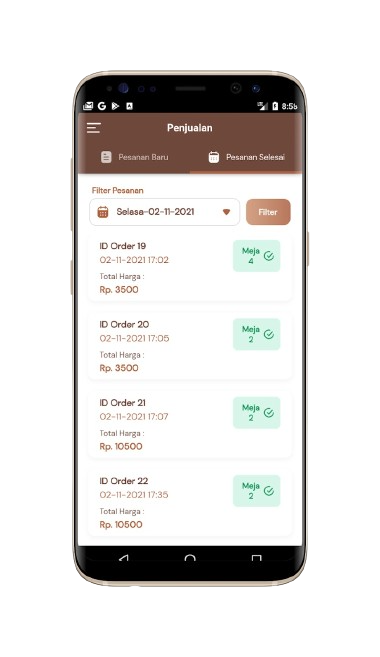 8:55
Penjualan
Pesanan Baru
Pesanan Selesai
Filter Pesanan
Selasa-02-11-2021
Filter
ID Order 19
02-11-2021 17:02
Total Harga :
Rp. 3500
Meja
4
ID Order 20
02-11-2021 17:05
Total Harga :
Rp. 3500
Meja
2
ID Order 21
02-11-2021 17:07
Total Harga :
Rp. 10500
Meja
2
ID Order 22
02-11-2021 17:35
Total Harga :
Rp. 10500
Meja
2